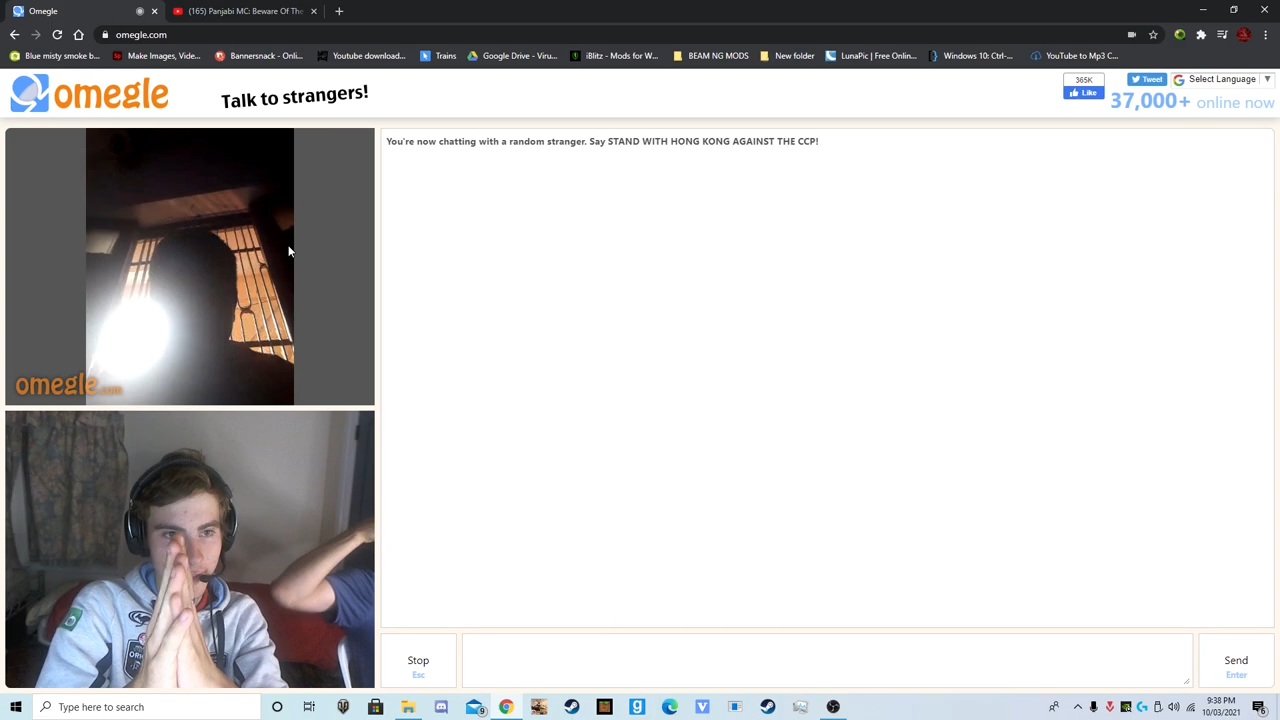 Omegle
(165) Panjabi MC: Beware Of The
omegle.com
Blue misty smoke b...
Make Images, Vide...
Bannersnack - Onli...
Youtube download...
Trains
Google Drive - Viru...
iBlitz - Mods for W...
BEAM NG MODS
New folder
LunaPic | Free Onlin...
Windows 10: Ctrl-...
YouTube to Mp3 C...
omegle
Talk to strangers!
365K
Like
Tweet
Select Language
37,000+ online now
You're now chatting with a random stranger. Say STAND WITH HONG KONG AGAINST THE CCP!
omegle.com
Stop
Esc
Send
Enter
Type here to search
9:38 PM
10/03/2021